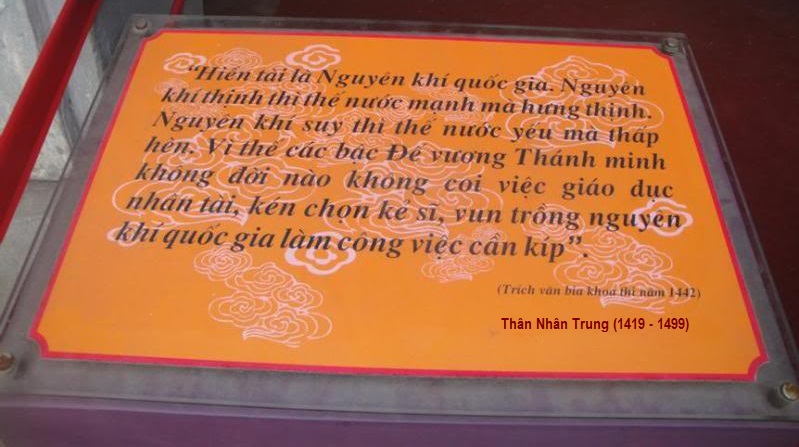 “Hiền tài là Nguyên khí quốc gia. Nguyên
khí thịnh thì thế nước mạnh mà hưng thịnh.
Nguyên khí suy thì thế nước yếu mà thấp
hèn. Vì thế các bậc Đế vương Thánh minh
không đời nào không coi việc giáo dục
nhân tài, kén chọn kẻ sĩ, vun trồng nguyên
khí quốc gia làm công việc cần kíp”.
(Trích văn bia khoa thi năm 1442)
Thân Nhân Trung (1419 - 1499)